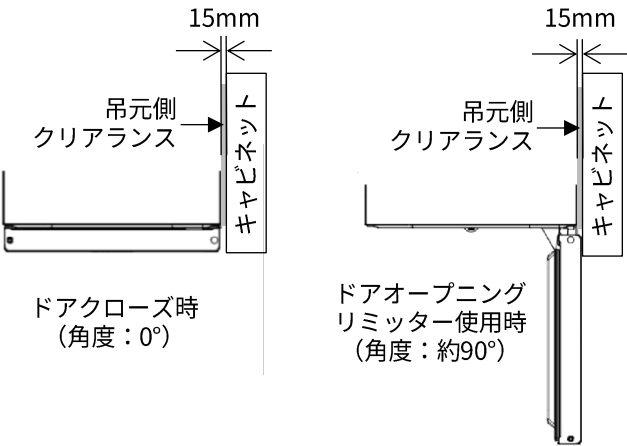 15mm
吊元側
クリアランス
キャビネット
ドアクローズ時
（角度：0°）
15mm
吊元側
クリアランス
キャビネット
ドアオープニング
リミッター使用時
（角度：約90°）